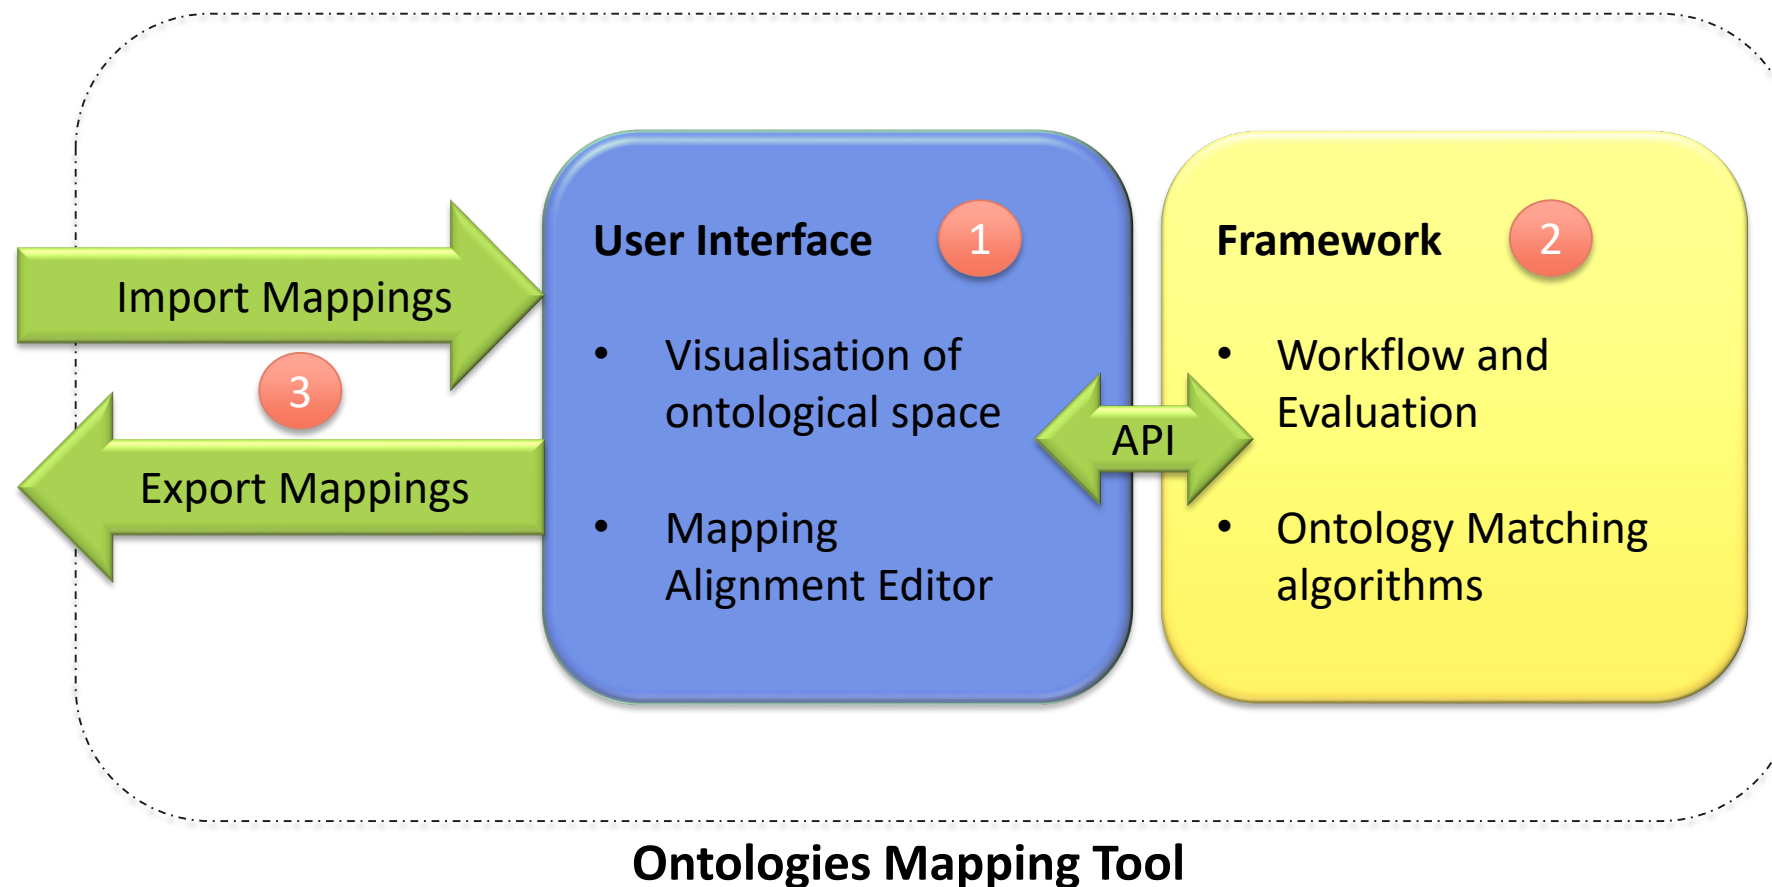 Import Mappings
3
Export Mappings
User Interface 1
• Visualisation of
ontological space
• Mapping
Alignment Editor
API
Framework 2
• Workflow and
Evaluation
• Ontology Matching
algorithms
Ontologies Mapping Tool